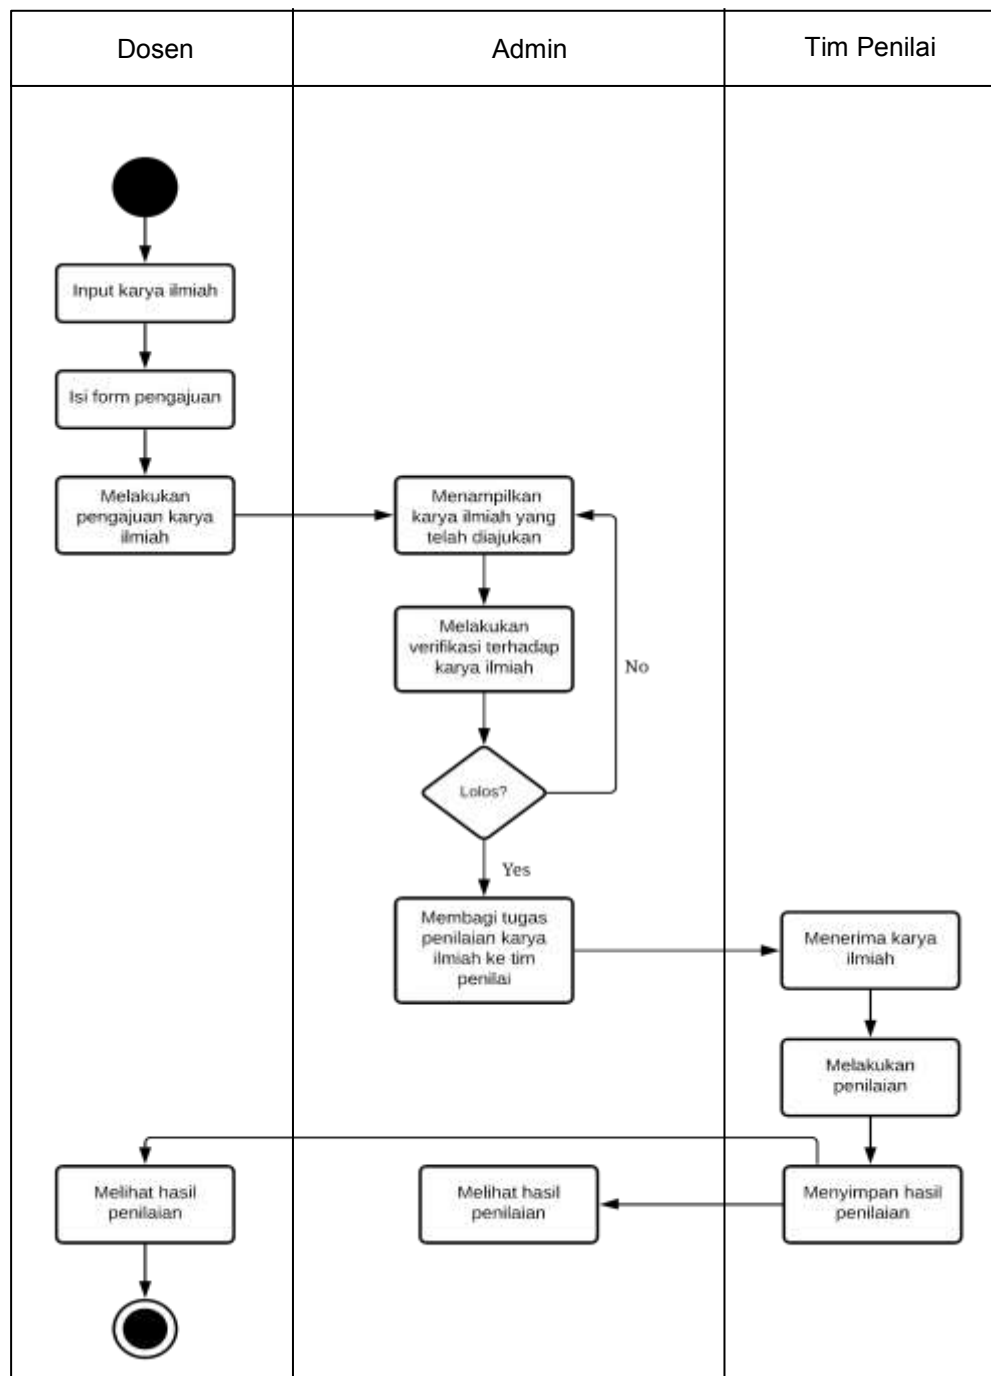 Dosen
Admin
Tim Penilai
Input karya ilmiah
Isi form pengajuan
Melakukan
pengajuan karya
ilmiah
Menampilkan
karya ilmiah yang
telah diajukan
Melakukan
verifikasi terhadap
karya ilmiah
No
Lolos?
Yes
Membagi tugas
penilaian karya
ilmiah ke tim
penilai
Menerima karya
ilmiah
Melakukan
penilaian
Melihat hasil
penilaian
Melihat hasil
penilaian
Menyimpan hasil
penilaian